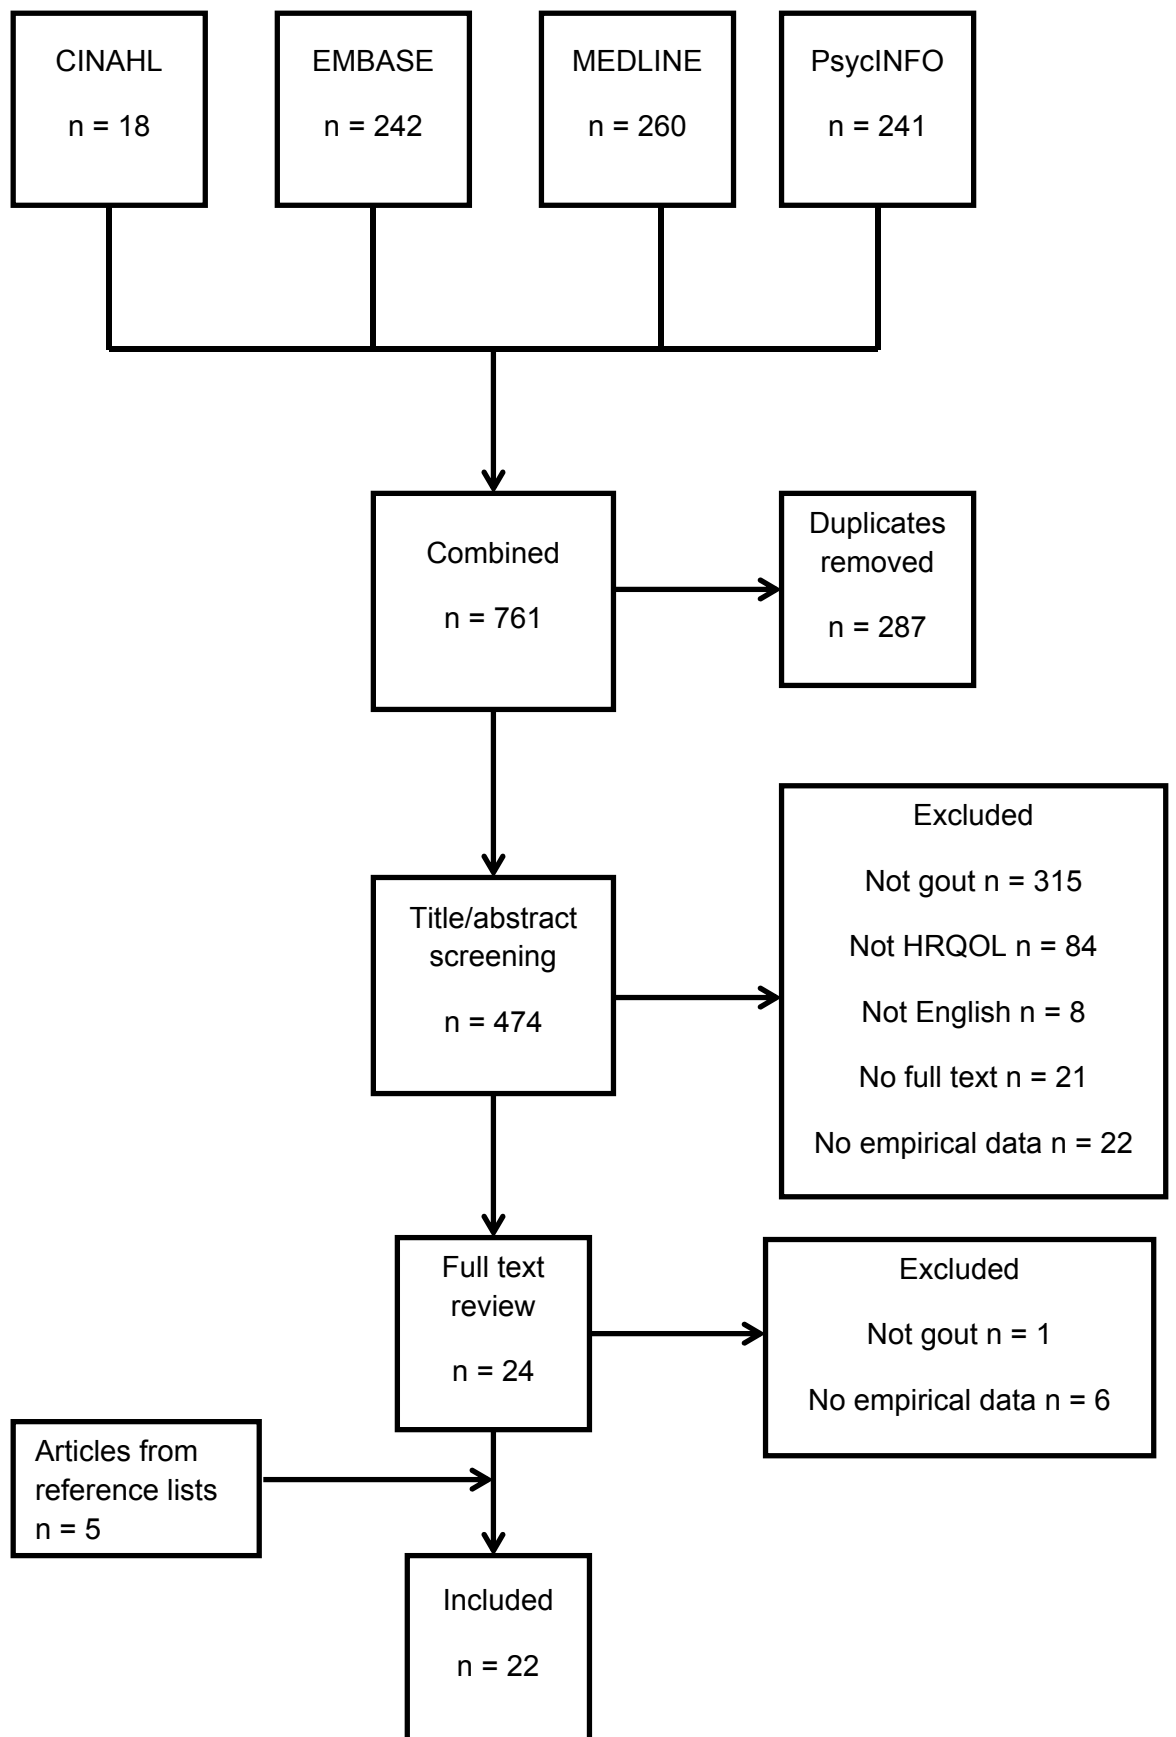 CINAHL
n = 18
EMBASE
n = 242
MEDLINE
n = 260
PsycINFO
n = 241
Combined
n = 761
Duplicates
removed
n = 287
Title/abstract
screening
n = 474
Excluded
Not gout n = 315
Not HRQOL n = 84
Not English n = 8
No full text n = 21
No empirical data n = 22
Full text
review
n = 24
Excluded
Not gout n = 1
No empirical data n = 6
Articles from
reference lists
n = 5
Included
n = 22